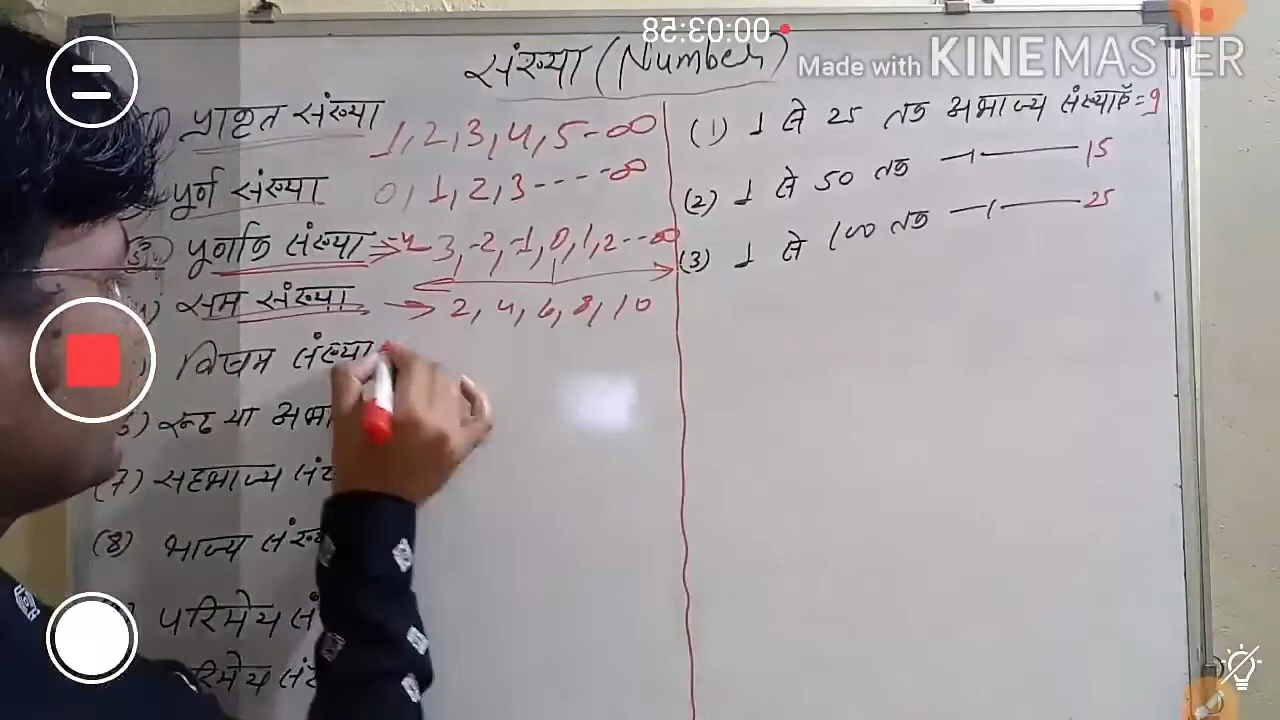 00:03:58
Made with KINEMASTER
संख्या (Number)
प्राकृत संख्या 1, 2, 3, 4, 5 - ∞
पूर्ण संख्या 0, 1, 2, 3 - - - - ∞
पूर्णांक संख्या 3, -2, -1, 0, 1, 2 - - ∞
सम संख्या → 2, 4, 6, 8, 10
विषम संख्या
रूढ या अभा
(7) सहभाज्य
(8) भाज्य
परिमेय
(1) 1 से 25 तक अभाज्य संख्याएँ = 9
(2) 1 से 50 तक 15
(3) 1 से 100 तक 25